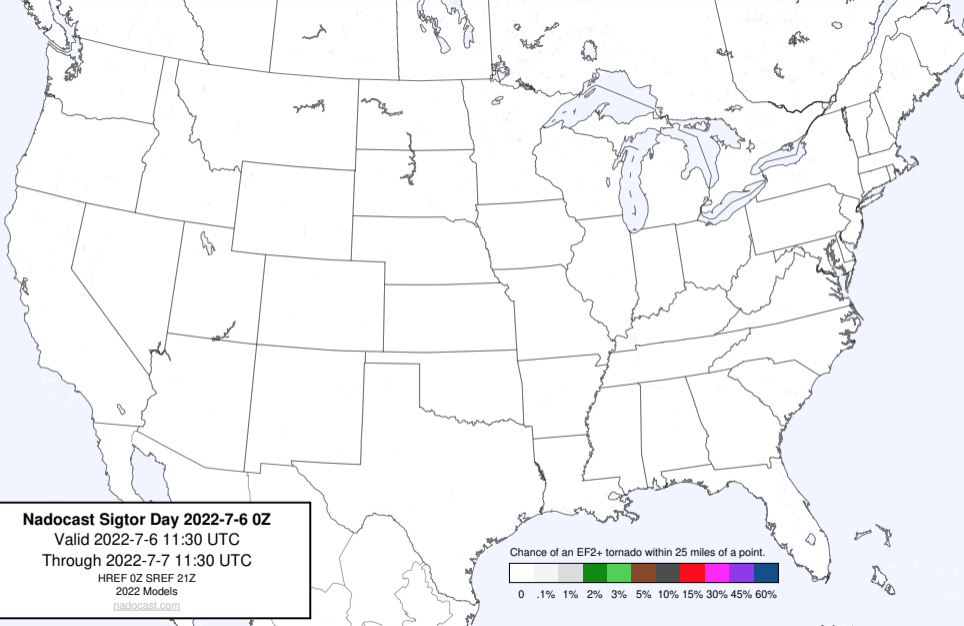 Nadocast Sigtor Day 2022-7-6 0Z
Valid 2022-7-6 11:30 UTC
Through 2022-7-7 11:30 UTC
HREF 0Z SREF 21Z
2022 Models
nadocast.com
Chance of an EF2+ tornado within 25 miles of a point.
0 .1% 1% 2% 3% 5% 10% 15% 30% 45% 60%